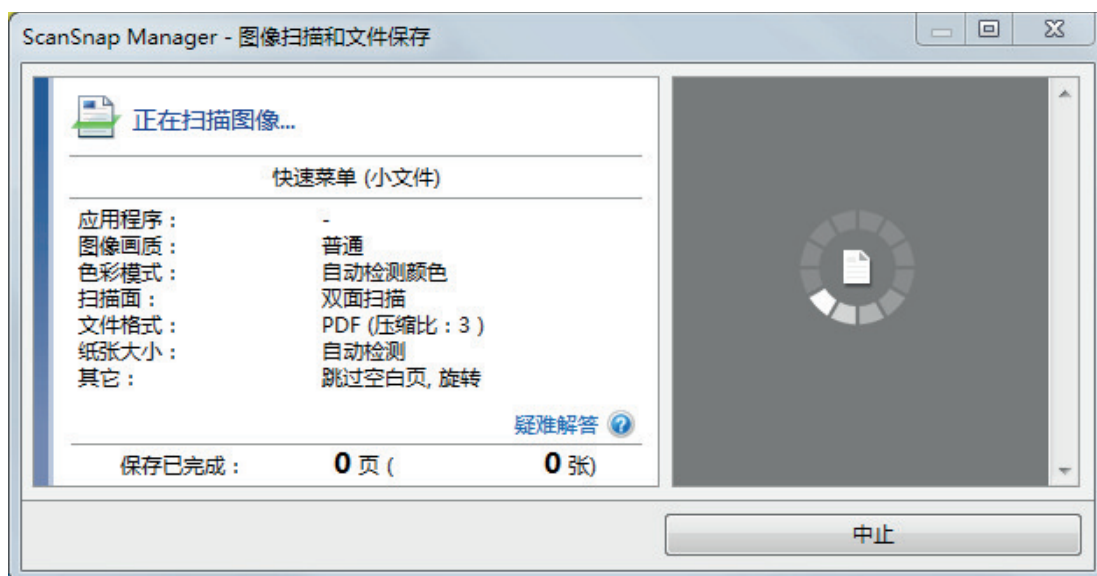 ScanSnap Manager - 图像扫描和文件保存
正在扫描图像...
快速菜单 (小文件)
应用程序： -
图像画质： 普通
色彩模式： 自动检测颜色
扫描面： 双面扫描
文件格式： PDF (压缩比：3 )
纸张大小： 自动检测
其它： 跳过空白页, 旋转
疑难解答 ?
保存已完成： 0 页 ( 0 张)
中止